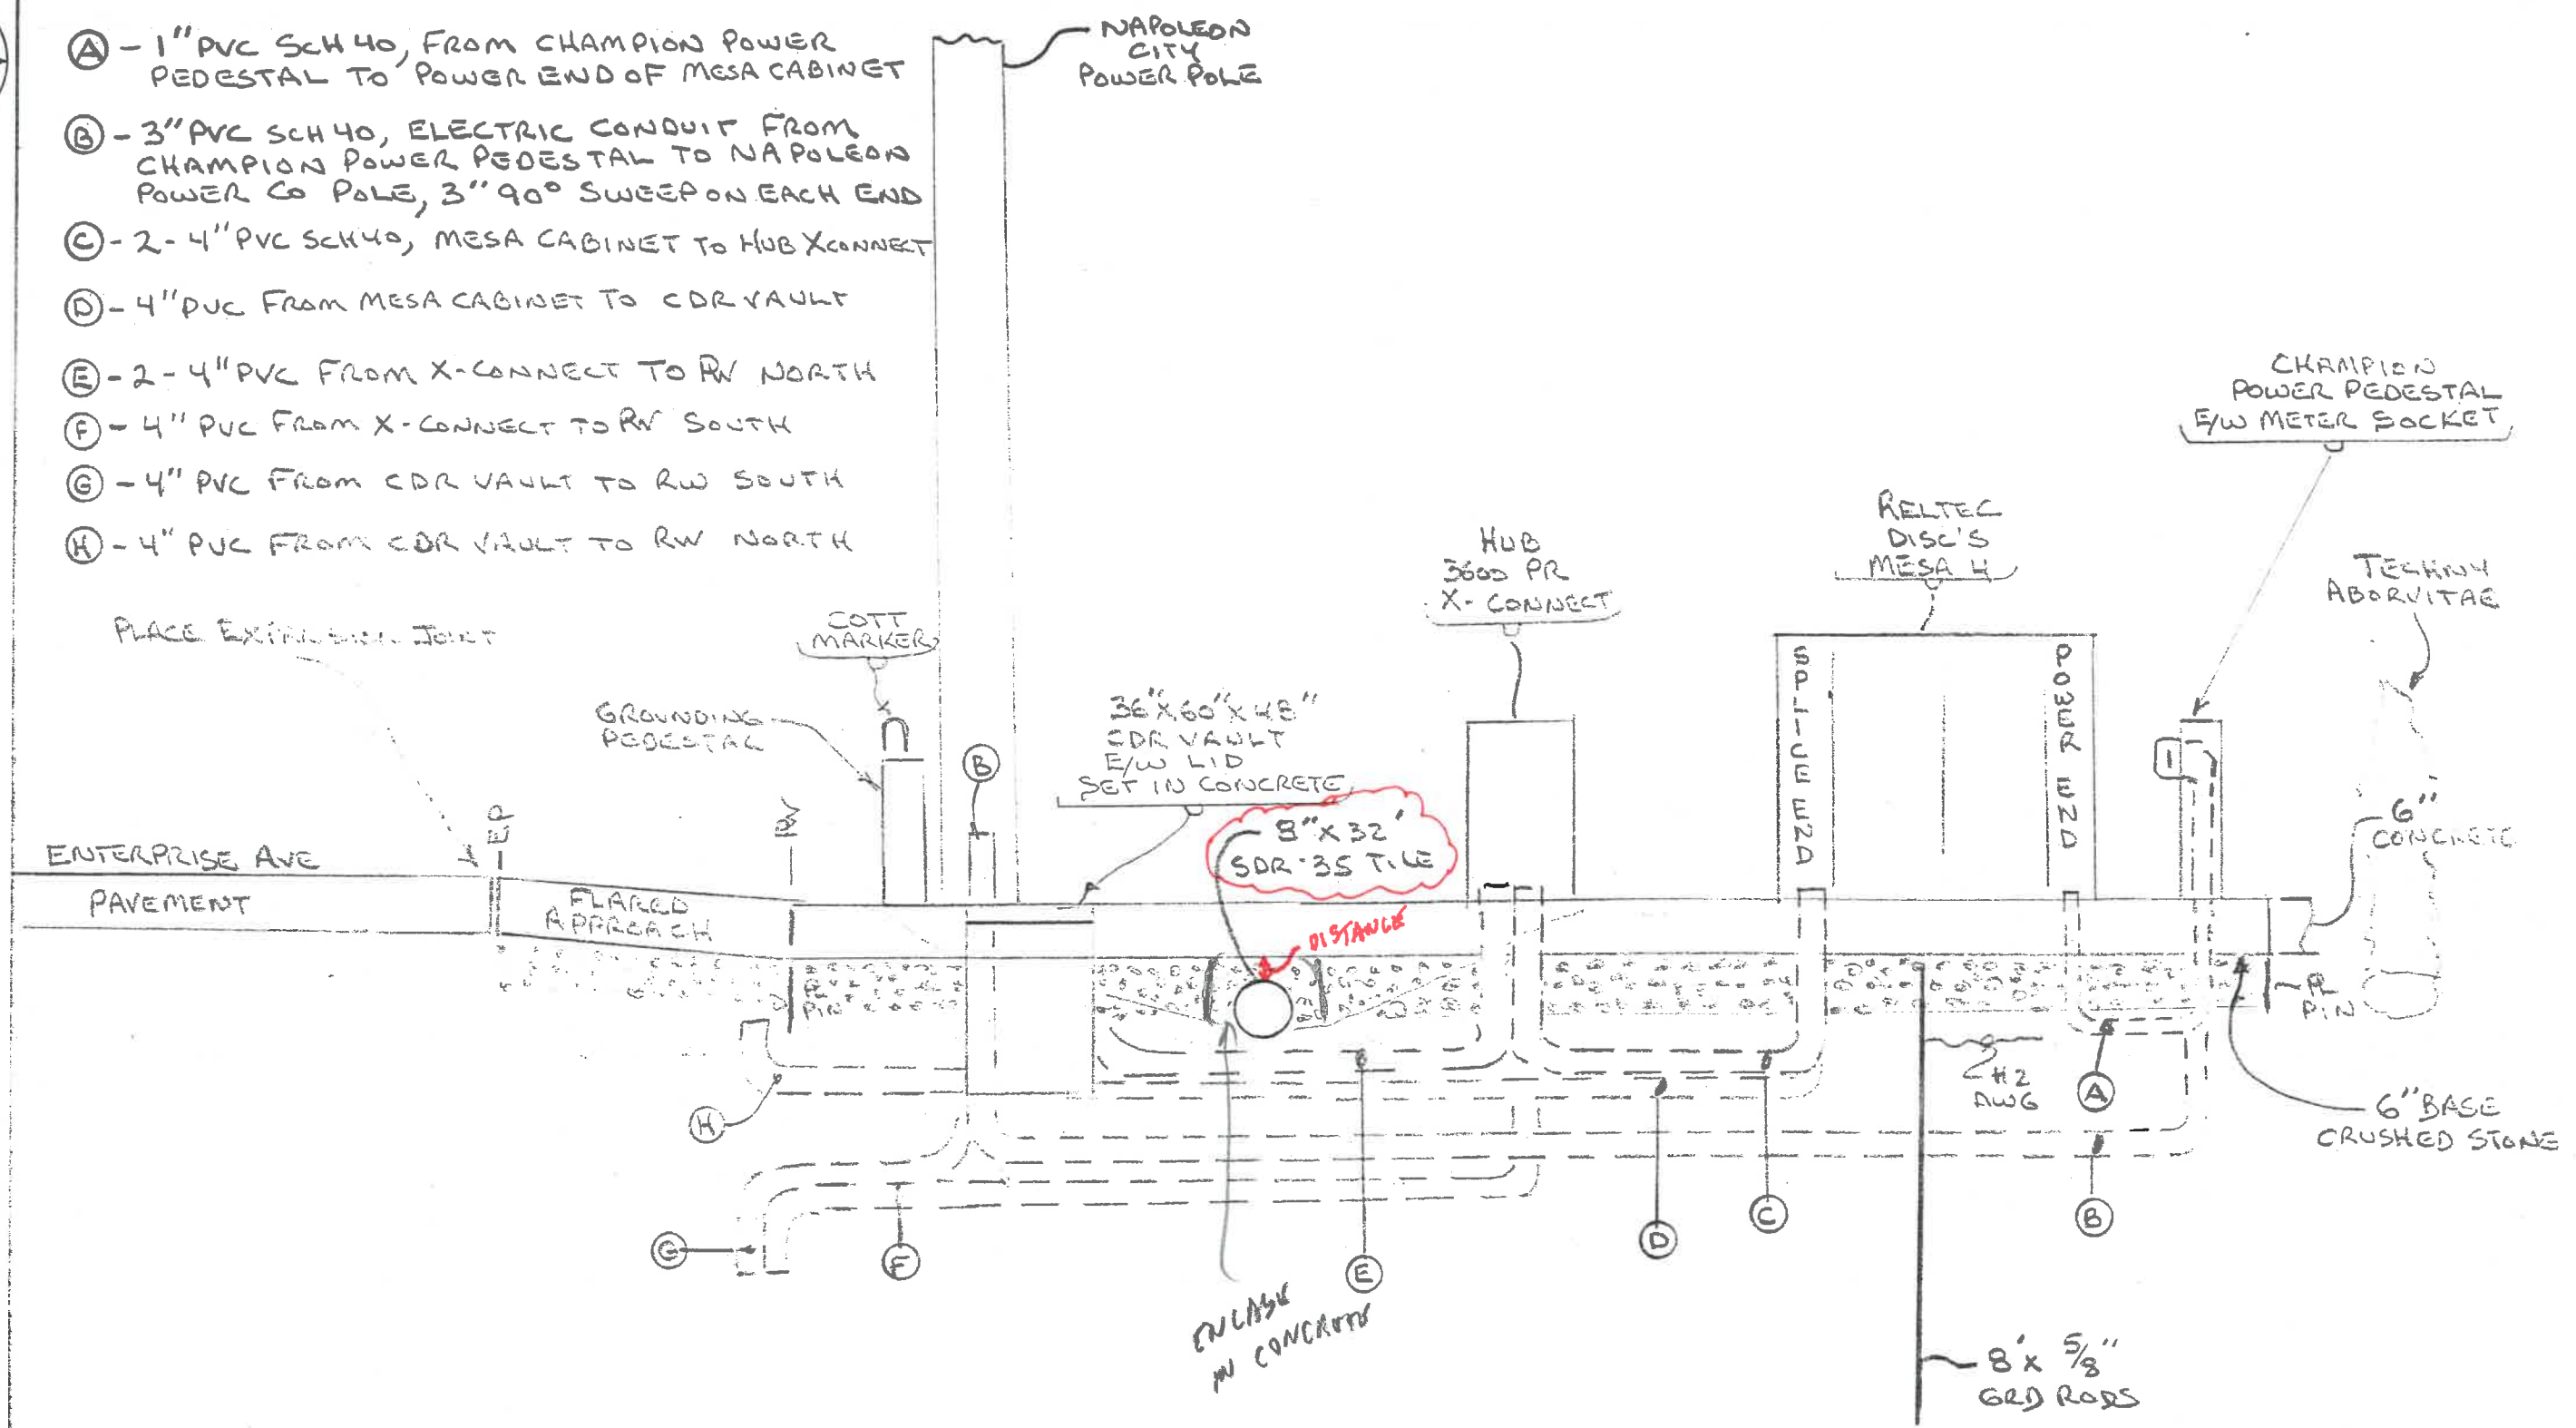 Ⓐ - 1" PVC SCH 40, FROM CHAMPION POWER
PEDESTAL TO POWER END OF MESA CABINET
Ⓑ - 3" PVC SCH 40, ELECTRIC CONDUIT FROM
CHAMPION POWER PEDESTAL TO NAPOLEON
POWER CO POLE, 3" 90° SWEEP ON EACH END
Ⓒ - 2 - 4" PVC SCH40, MESA CABINET TO HUB XCONNECT
Ⓓ - 4" PVC FROM MESA CABINET TO CDR VAULT
Ⓔ - 2 - 4" PVC FROM X-CONNECT TO RW NORTH
Ⓕ - 4" PVC FROM X-CONNECT TO RW SOUTH
Ⓖ - 4" PVC FROM CDR VAULT TO RW SOUTH
Ⓗ - 4" PVC FROM CDR VAULT TO RW NORTH
NAPOLEON
CITY
POWER POLE
CHAMPION
POWER PEDESTAL
E/W METER SOCKET
RELTEC
DISC'S
MESA 4
HUB
3600 PR
X-CONNECT
TECHNY
ABORVITAE
PLACE EXPANSION JOINT
COTT
MARKER
GROUNDING
PEDESTAL
36"X60"X48"
CDR VAULT
E/W LID
SET IN CONCRETE
8"X32'
SDR-35 TILE
DISTANCE
SPLICE END
POWER END
6"
CONCRETE
EP
RW
B
ENTERPRISE AVE
PAVEMENT
FLARED
APPROACH
PIN
PL
PIN
#2
AWG
6" BASE
CRUSHED STONE
A
H
G
F
E
D
C
B
ENCASE
IN CONCRETE
8' X 5/8"
GRD RODS